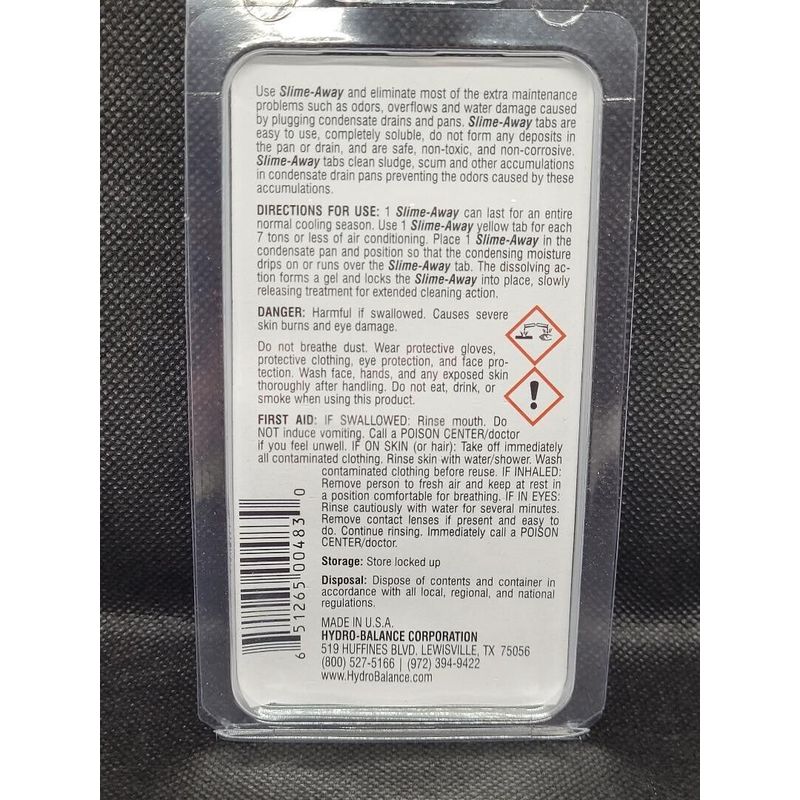 Use Slime-Away and eliminate most of the extra maintenance
problems such as odors, overflows and water damage caused
by plugging condensate drains and pans. Slime-Away tabs are
easy to use, completely soluble, do not form any deposits in
the pan or drain, and are safe, non-toxic, and non-corrosive.
Slime-Away tabs clean sludge, scum and other accumulations
in condensate drain pans preventing the odors caused by these
accumulations.
DIRECTIONS FOR USE: 1 Slime-Away can last for an entire
normal cooling season. Use 1 Slime-Away yellow tab for each
7 tons or less of air conditioning. Place 1 Slime-Away in the
condensate pan and position so that the condensing moisture
drips on or runs over the Slime-Away tab. The dissolving ac-
tion forms a gel and locks the Slime-Away into place, slowly
releasing treatment for extended cleaning action.
DANGER: Harmful if swallowed. Causes severe
skin burns and eye damage.
Do not breathe dust. Wear protective gloves,
protective clothing, eye protection, and face pro-
tection. Wash face, hands, and any exposed skin
thoroughly after handling. Do not eat, drink, or
smoke when using this product.
FIRST AID: IF SWALLOWED: Rinse mouth. Do
NOT induce vomiting. Call a POISON CENTER/doctor
if you feel unwell. IF ON SKIN (or hair): Take off immediately
all contaminated clothing. Rinse skin with water/shower. Wash
contaminated clothing before reuse. IF INHALED:
Remove person to fresh air and keep at rest in
a position comfortable for breathing. IF IN EYES:
Rinse cautiously with water for several minutes.
Remove contact lenses if present and easy to
do. Continue rinsing. Immediately call a POISON
CENTER/doctor.
Storage: Store locked up
Disposal: Dispose of contents and container in
accordance with all local, regional, and national
regulations.
MADE IN U.S.A.
HYDRO-BALANCE CORPORATION
519 HUFFINES BLVD. LEWISVILLE, TX 75056
(800) 527-5166 | (972) 394-9422
www.HydroBalance.com
6 51265 00483 0